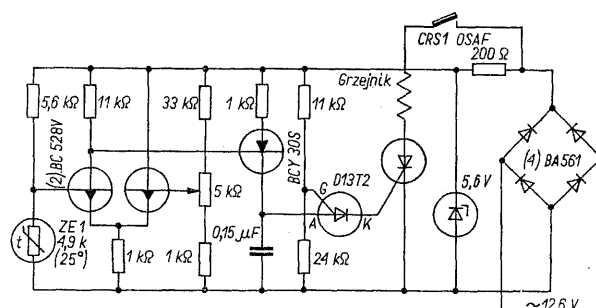 CRS1 OSAF
200 Ω
Grzejnik
5,6 kΩ
11 kΩ
33 kΩ
1 kΩ
11 kΩ
(2) BC 528V
BCY 30S
D13T2
(4) BA561
5,6 V
G
A
K
5 kΩ
ZE1
4,9 k
(25°)
t
1 kΩ
1 kΩ
0,15 μF
24 kΩ
~12,6 V